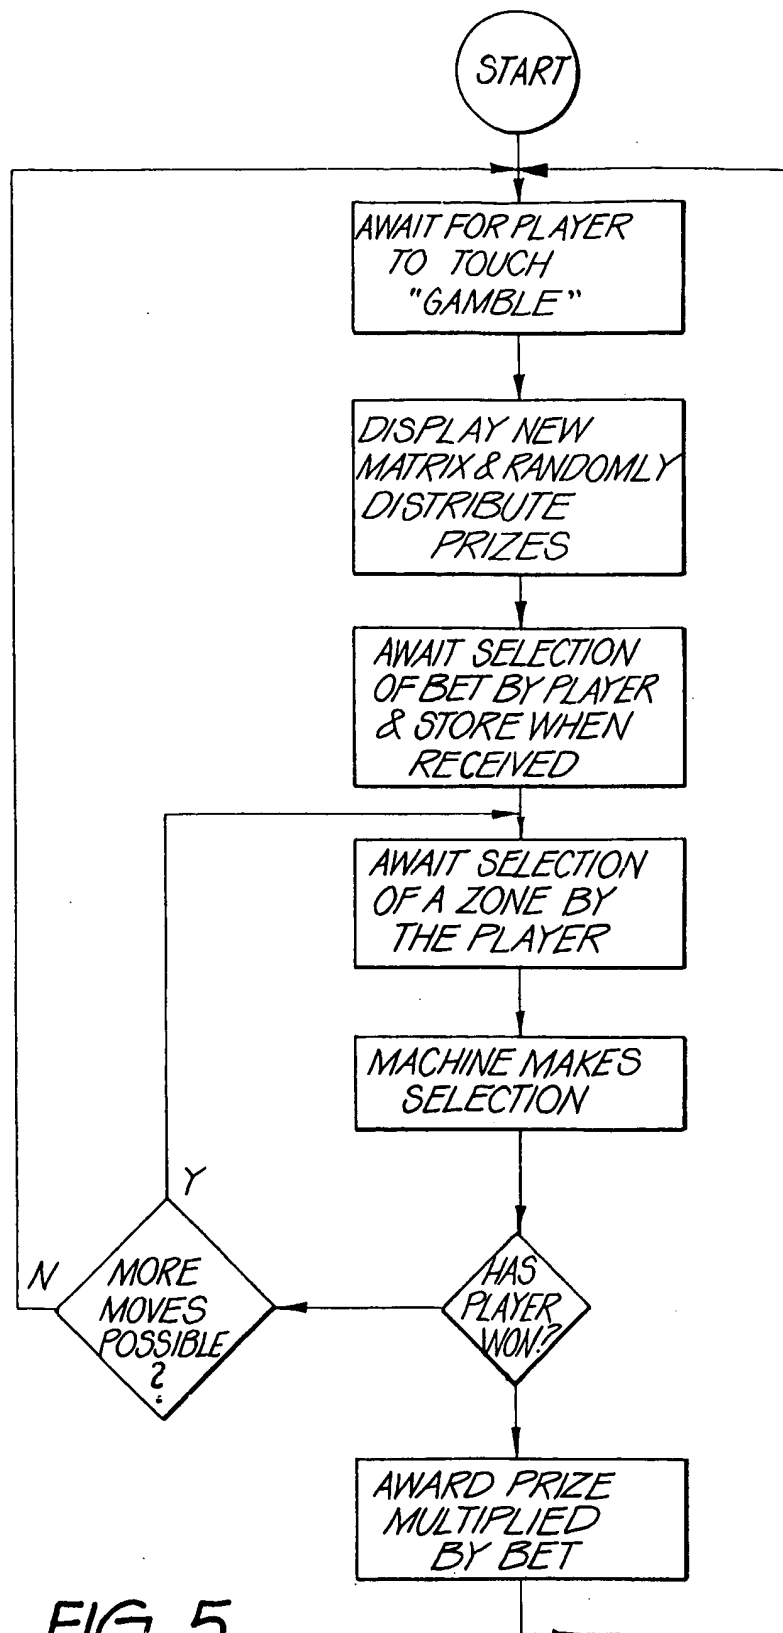 START
AWAIT FOR PLAYER
TO TOUCH
"GAMBLE"
DISPLAY NEW
MATRIX & RANDOMLY
DISTRIBUTE
PRIZES
AWAIT SELECTION
OF BET BY PLAYER
& STORE WHEN
RECEIVED
AWAIT SELECTION
OF A ZONE BY
THE PLAYER
MACHINE MAKES
SELECTION
Y
N
MORE
MOVES
POSSIBLE
?
HAS
PLAYER
WON?
AWARD PRIZE
MULTIPLIED
BY BET
FIG. 5